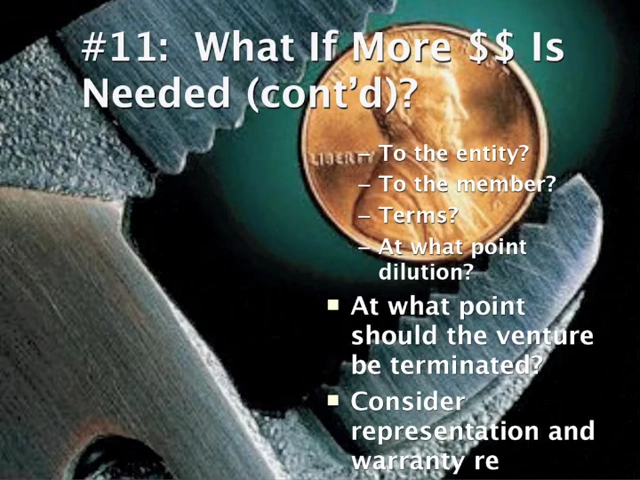 #11:  What If More $$ Is
Needed (cont’d)?
LIBERTY
– To the entity?
– To the member?
– Terms?
– At what point
dilution?
▪ At what point
should the venture
be terminated?
▪ Consider
representation and
warranty re